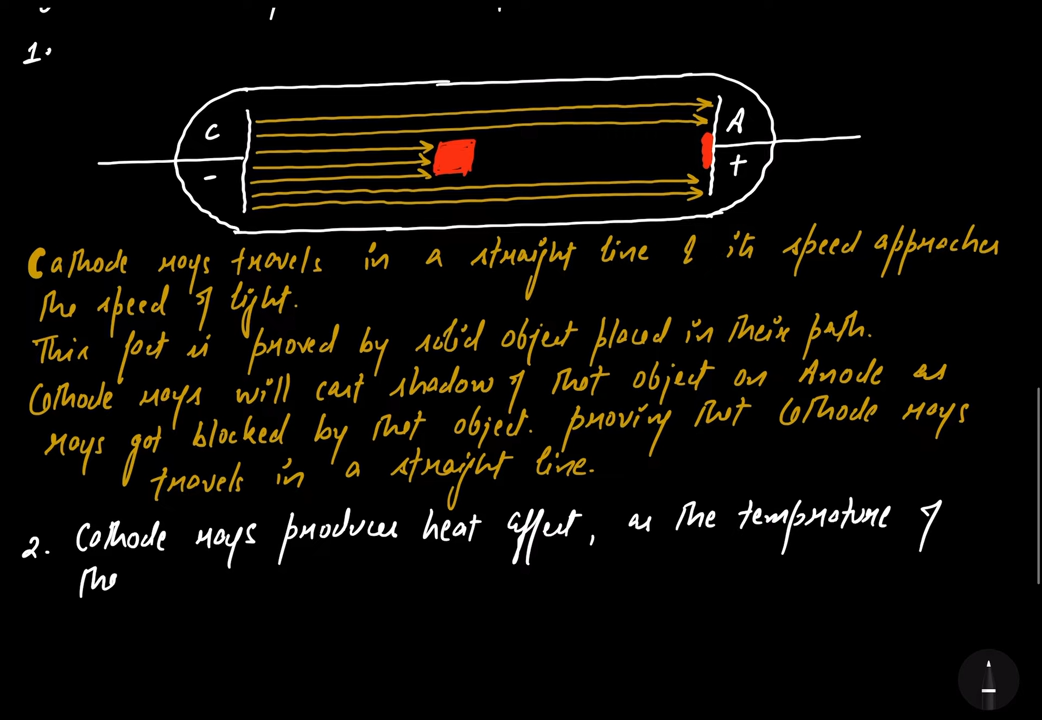 1.
C
A
-
+
Cathode rays travels in a straight line & its speed approaches
the speed of light.
This fact is proved by solid object placed in their path.
Cathode rays will cast shadow of that object on Anode as
rays got blocked by that object. proving that Cathode rays
travels in a straight line.
2. Cathode rays produces heat affect, as the temprature of
the